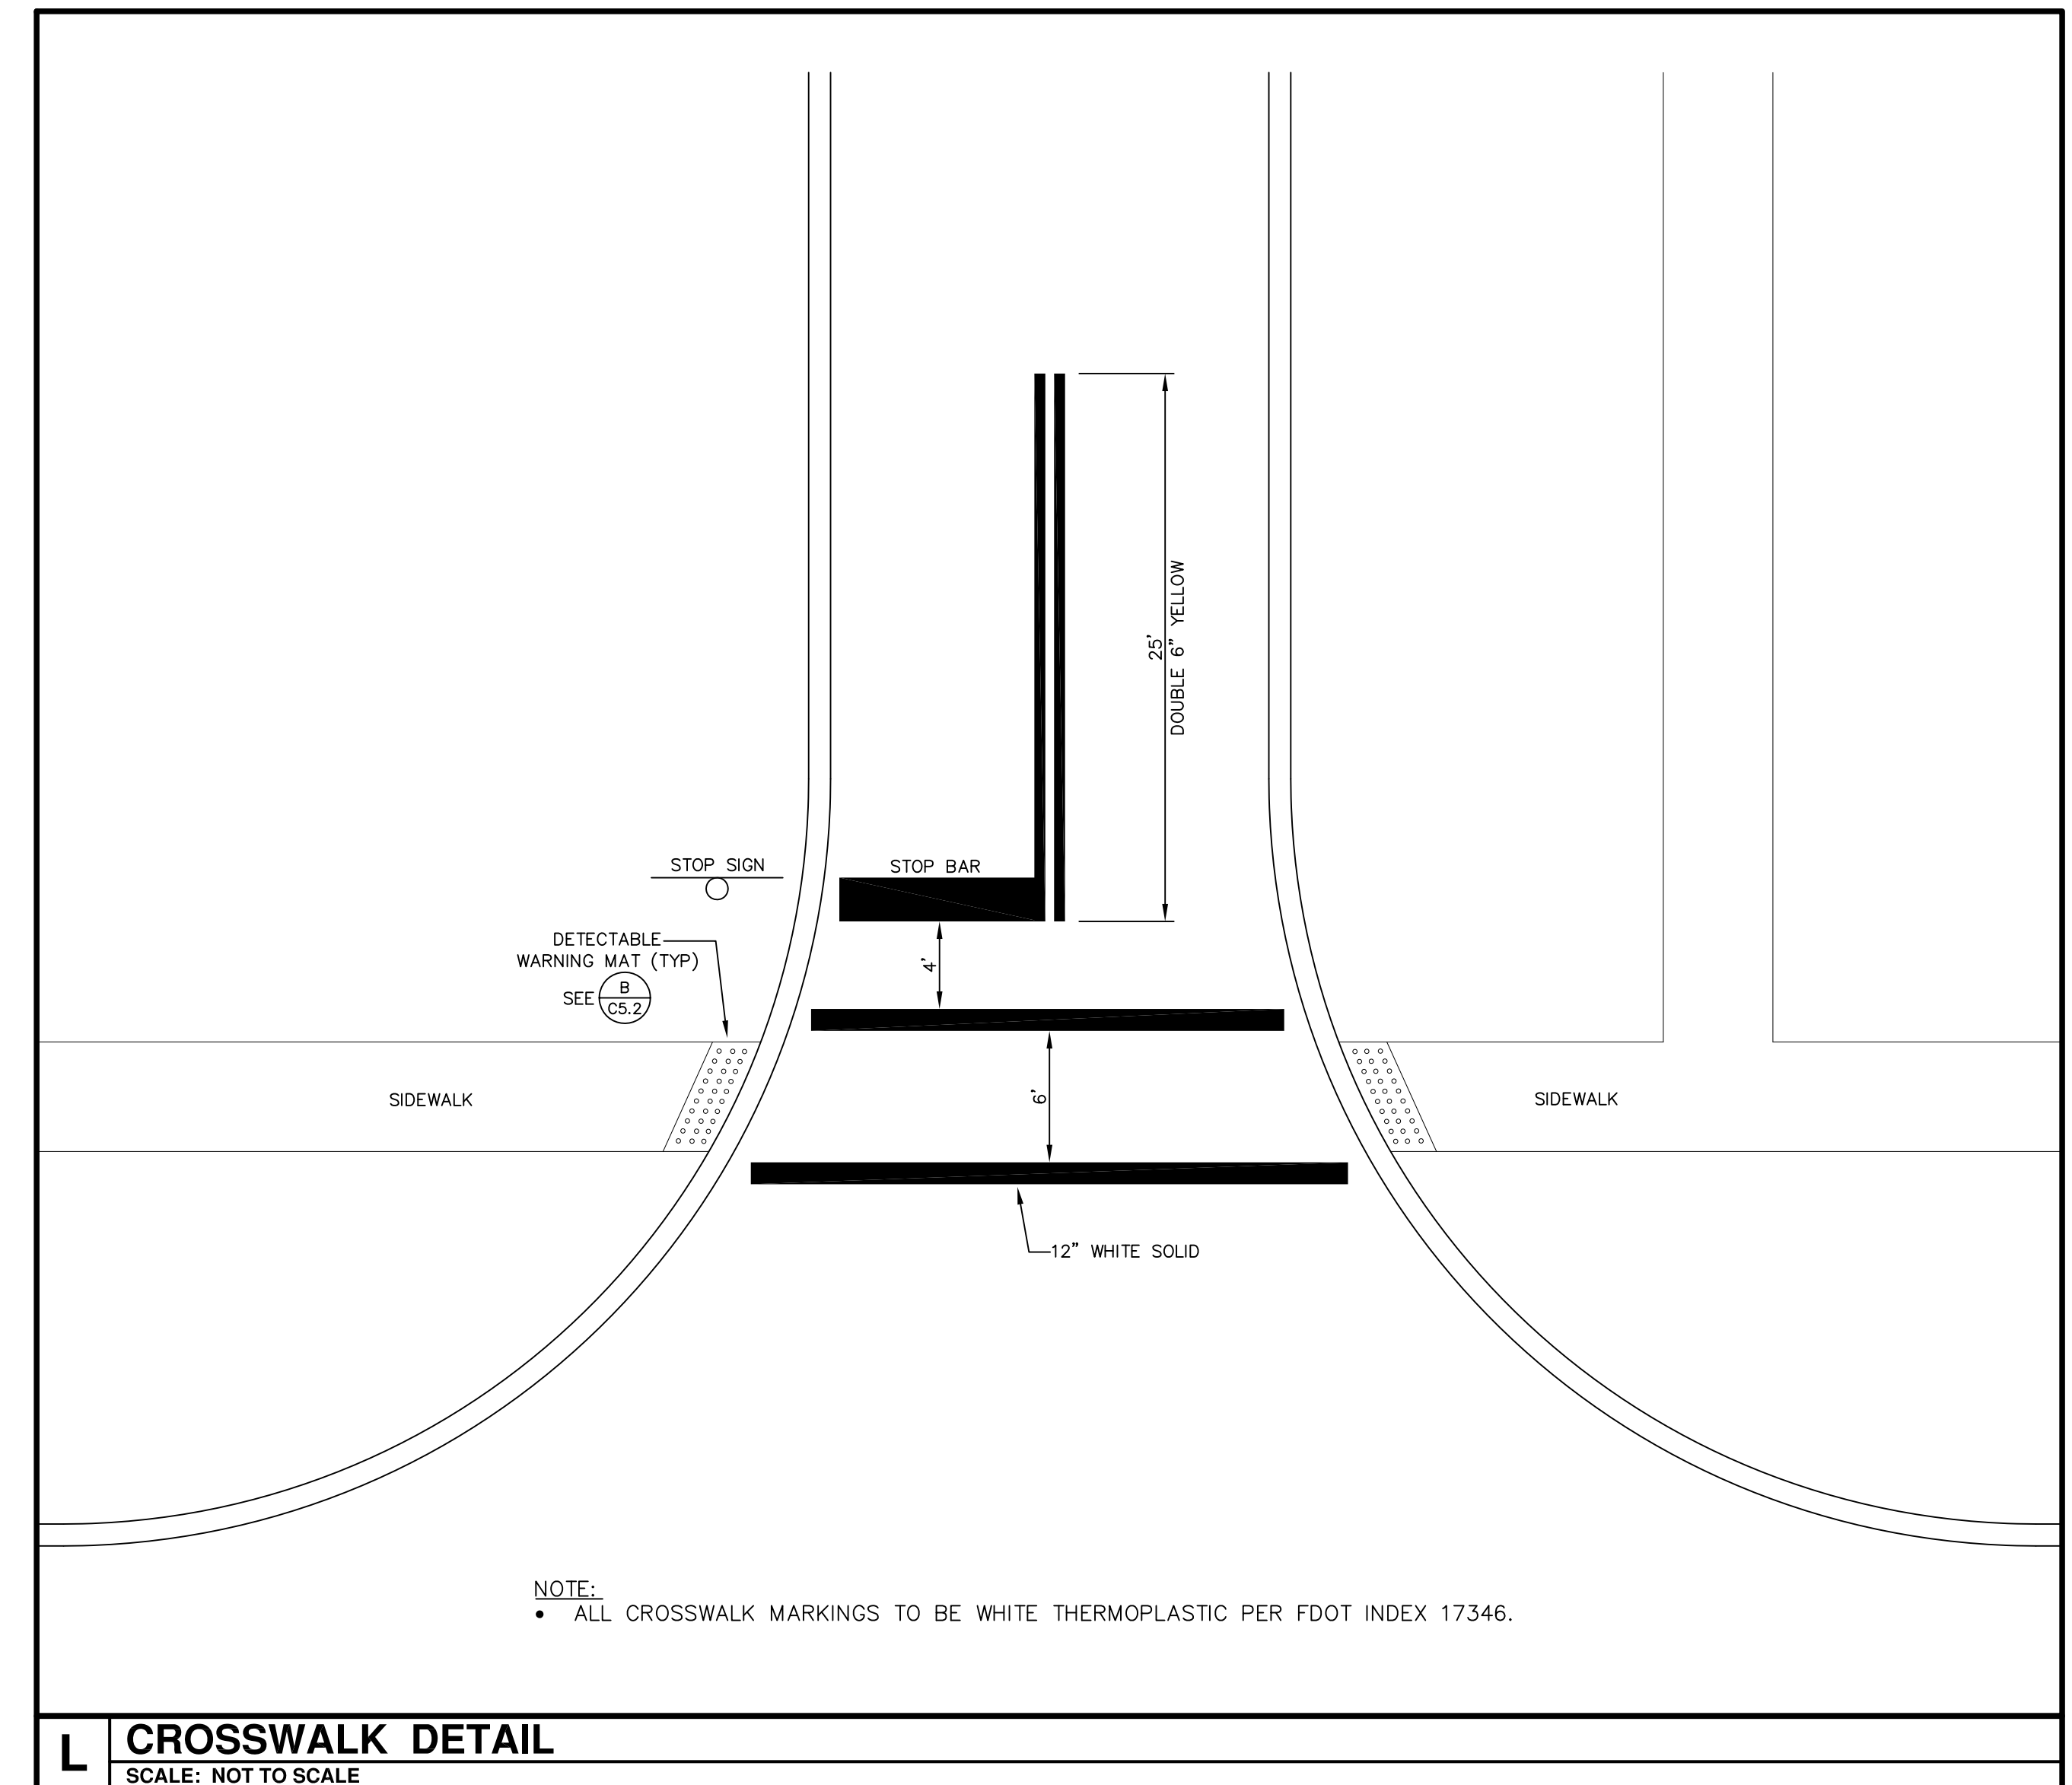 25'
DOUBLE 6" YELLOW
STOP SIGN
STOP BAR
DETECTABLE
WARNING MAT (TYP)
SEE
B
C5.2
4'
6'
SIDEWALK
SIDEWALK
12" WHITE SOLID
NOTE:
• ALL CROSSWALK MARKINGS TO BE WHITE THERMOPLASTIC PER FDOT INDEX 17346.
L
CROSSWALK DETAIL
SCALE: NOT TO SCALE